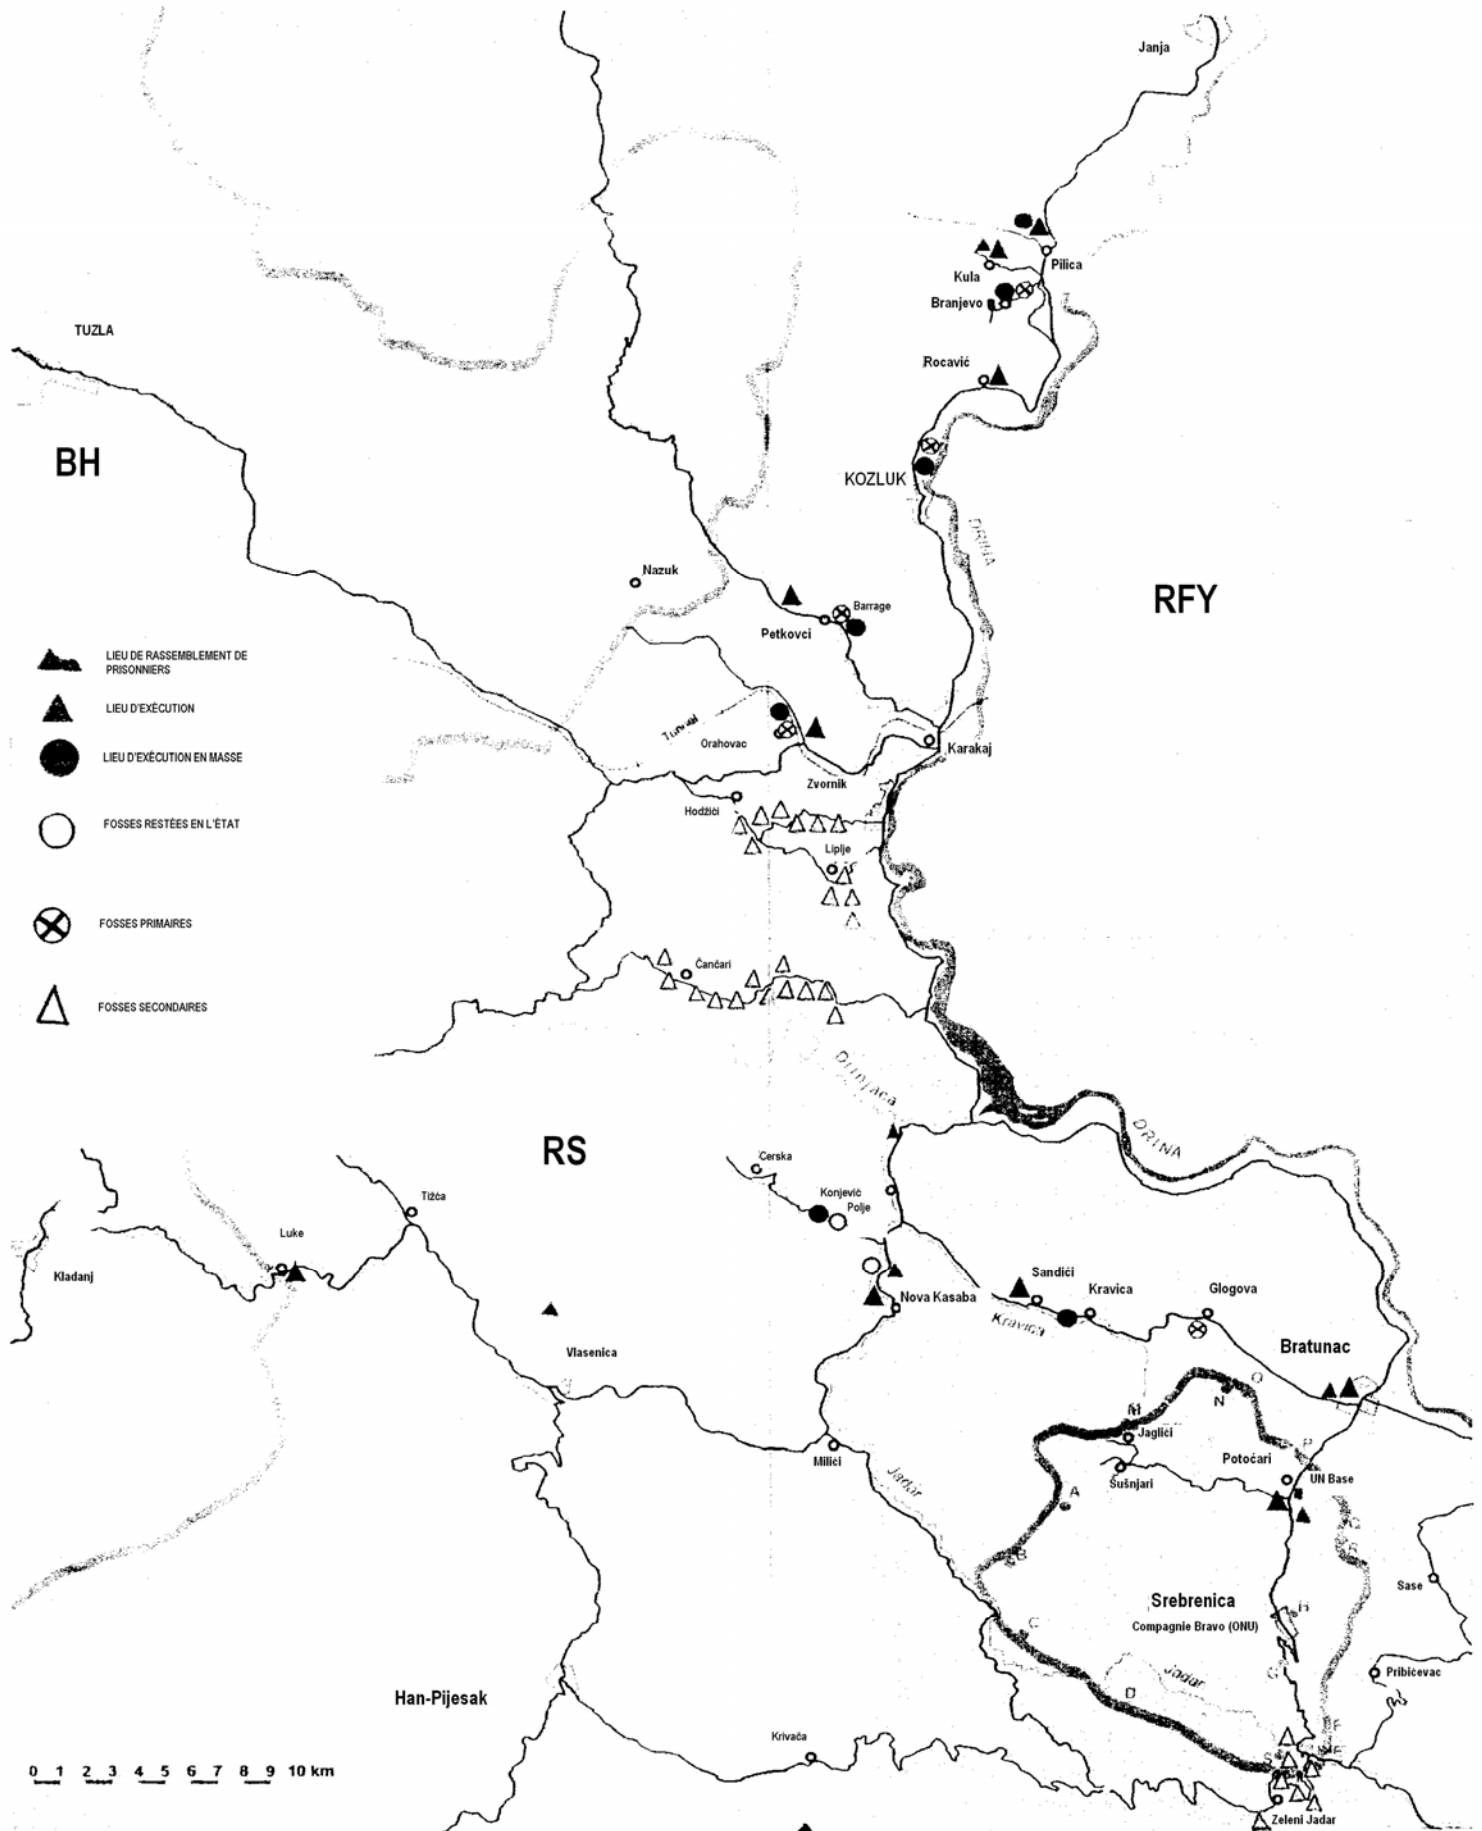 Janja
Pilica
Kula
Branjevo
TUZLA
Rocavić
BH
KOZLUK
DRINA
Nazuk
RFY
Barrage
Petkovci
LIEU DE RASSEMBLEMENT DE
PRISONNIERS
LIEU D'EXÉCUTION
LIEU D'EXÉCUTION EN MASSE
FOSSES RESTÉES EN L'ÉTAT
FOSSES PRIMAIRES
FOSSES SECONDAIRES
Orahovac
Karakaj
Zvornik
Hodžići
Liplje
Čančari
Drinjaca
DRINA
RS
Cerska
Konjević
Polje
Tižća
Luke
Kladanj
Sandići
Kravica
Glogova
Nova Kasaba
Kravica
Bratunac
Vlasenica
O
N
M
Jaglići
P
Potoćari
UN Base
Milići
Šušnjari
Jadar
A
B
Sase
Srebrenica
Compagnie Bravo (ONU)
H
C
G
Jadar
Pribićevac
D
Han-Pijesak
Krivača
0 1 2 3 4 5 6 7 8 9 10 km
Zeleni Jadar